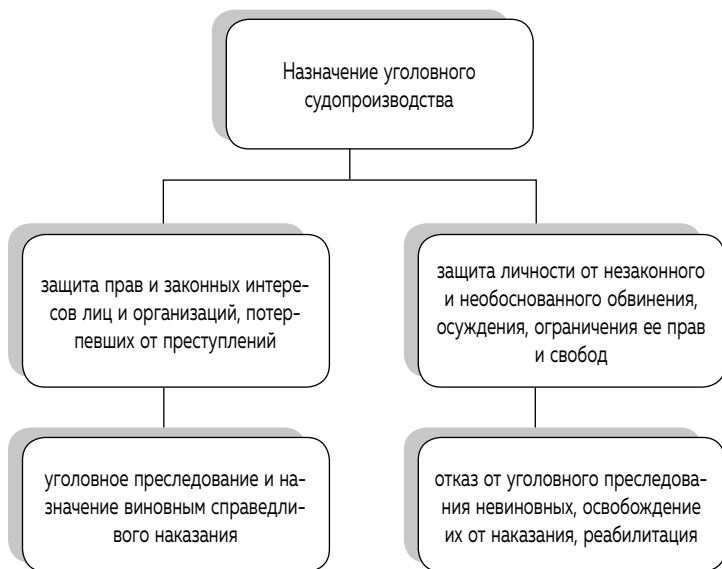 Назначение уголовного
судопроизводства
защита прав и законных интере-
сов лиц и организаций, потер-
певших от преступлений
защита личности от незаконного
и необоснованного обвинения,
осуждения, ограничения ее прав
и свобод
уголовное преследование и на-
значение виновным справедли-
вого наказания
отказ от уголовного преследова-
ния невиновных, освобождение
их от наказания, реабилитация